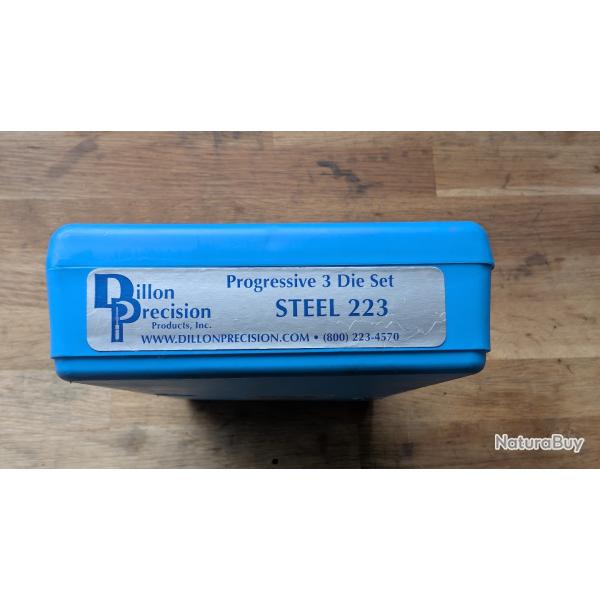 Dillon
Precision
Products, Inc.
Progressive 3 Die Set
STEEL 223
WWW.DILLONPRECISION.COM • (800) 223-4570
NaturaBuy